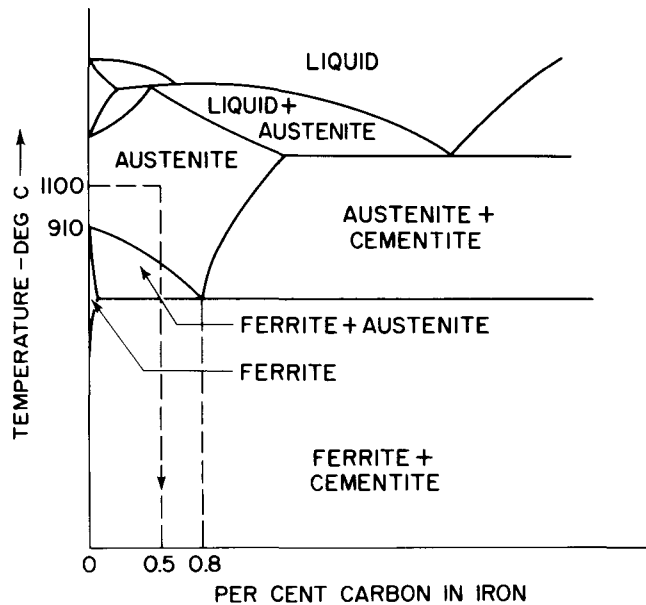 LIQUID
LIQUID +
AUSTENITE
AUSTENITE
1100
910
AUSTENITE +
CEMENTITE
TEMPERATURE - DEG C
FERRITE + AUSTENITE
FERRITE
FERRITE +
CEMENTITE
0 0.5 0.8
PER CENT CARBON IN IRON